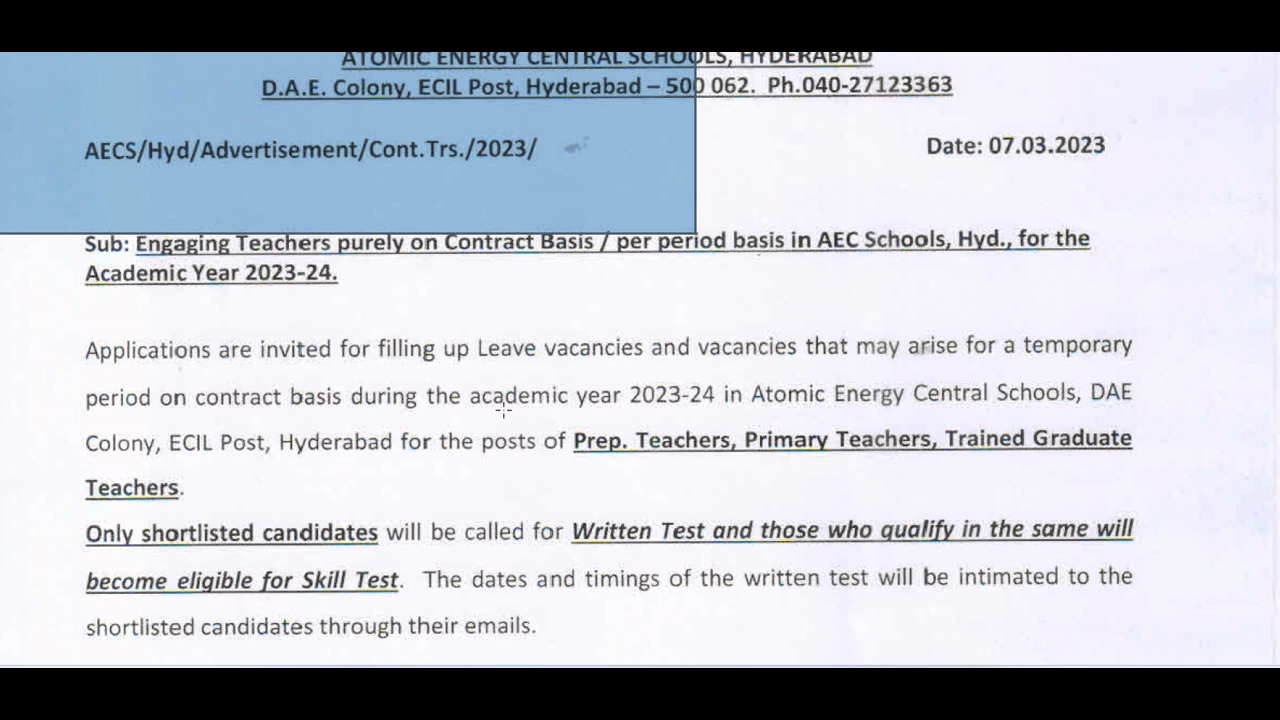 ATOMIC ENERGY CENTRAL SCHOOLS, HYDERABAD
D.A.E. Colony, ECIL Post, Hyderabad – 500 062. Ph.040-27123363
AECS/Hyd/Advertisement/Cont.Trs./2023/ Date: 07.03.2023
Sub: Engaging Teachers purely on Contract Basis / per period basis in AEC Schools, Hyd., for the
Academic Year 2023-24.
Applications are invited for filling up Leave vacancies and vacancies that may arise for a temporary
period on contract basis during the academic year 2023-24 in Atomic Energy Central Schools, DAE
Colony, ECIL Post, Hyderabad for the posts of Prep. Teachers, Primary Teachers, Trained Graduate
Teachers.
Only shortlisted candidates will be called for Written Test and those who qualify in the same will
become eligible for Skill Test. The dates and timings of the written test will be intimated to the
shortlisted candidates through their emails.